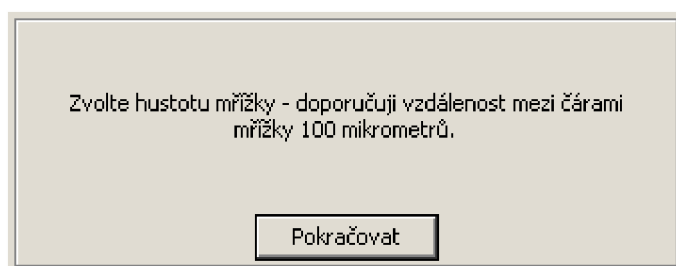 Zvolte hustotu mřížky - doporučuji vzdálenost mezi čárami
mřížky 100 mikrometrů.
Pokračovat